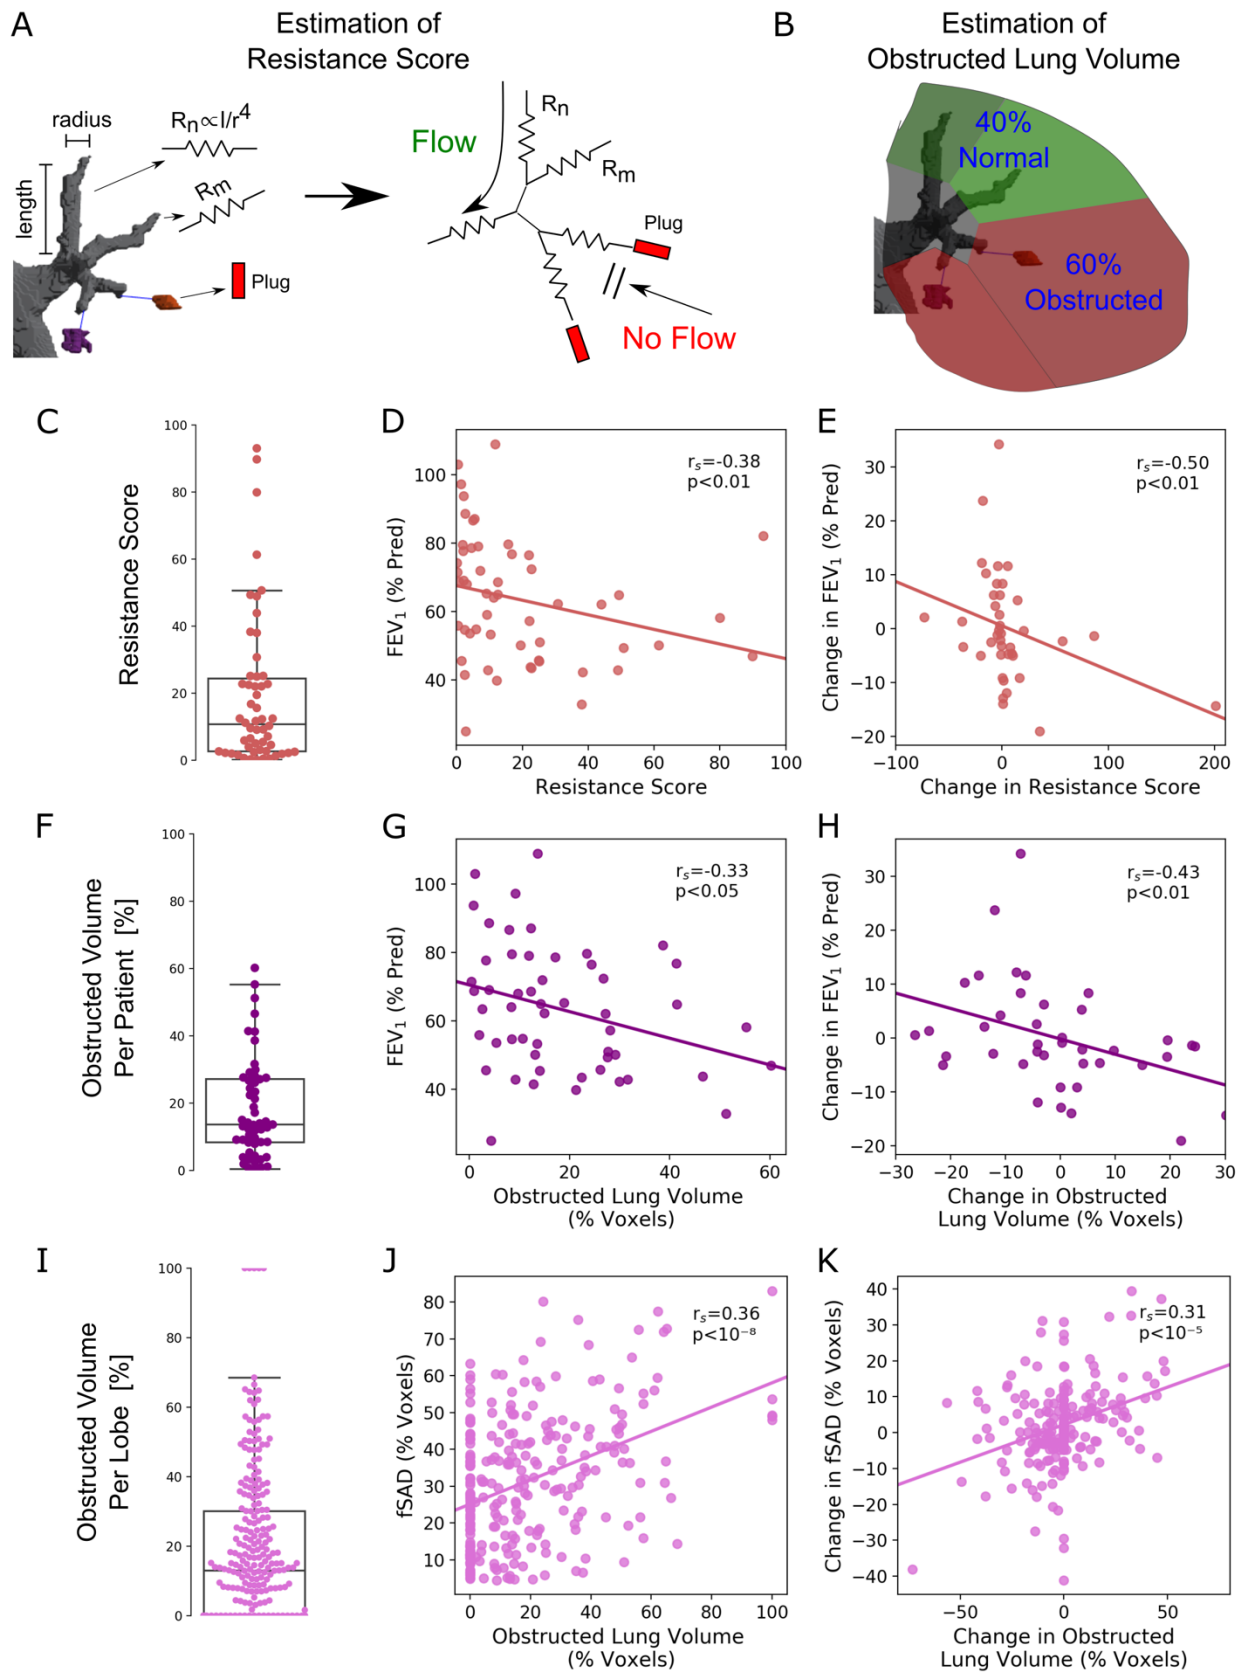 A
Estimation of
Resistance Score
radius
length
Rn∝l/r⁴
Rm
Plug
Flow
Rn
Rm
Plug
No Flow
B
Estimation of
Obstructed Lung Volume
40%
Normal
60%
Obstructed
C
Resistance Score
100
80
60
40
20
0
D
FEV₁ (% Pred)
100
80
60
40
rₛ=-0.38
p<0.01
0 20 40 60 80 100
Resistance Score
E
Change in FEV₁ (% Pred)
30
20
10
0
−10
−20
rₛ=-0.50
p<0.01
−100 0 100 200
Change in Resistance Score
F
Obstructed Volume
Per Patient [%]
100
80
60
40
20
0
G
FEV₁ (% Pred)
100
80
60
40
rₛ=-0.33
p<0.05
0 20 40 60
Obstructed Lung Volume
(% Voxels)
H
Change in FEV₁ (% Pred)
30
20
10
0
−10
−20
rₛ=-0.43
p<0.01
−30 −20 −10 0 10 20 30
Change in Obstructed
Lung Volume (% Voxels)
I
Obstructed Volume
Per Lobe [%]
100
80
60
40
20
0
J
fSAD (% Voxels)
80
70
60
50
40
30
20
10
rₛ=0.36
p<10⁻⁸
0 20 40 60 80 100
Obstructed Lung Volume
(% Voxels)
K
Change in fSAD (% Voxels)
40
30
20
10
0
−10
−20
−30
−40
rₛ=0.31
p<10⁻⁵
−50 0 50
Change in Obstructed
Lung Volume (% Voxels)